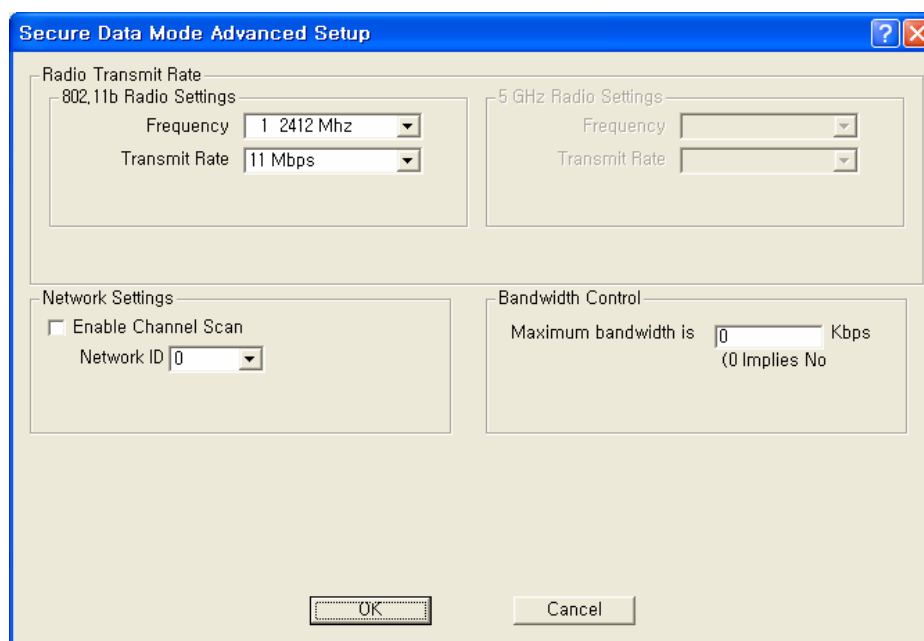 Secure Data Mode Advanced Setup
Radio Transmit Rate
802,11b Radio Settings
Frequency 1 2412 Mhz
Transmit Rate 11 Mbps
5 GHz Radio Settings
Frequency
Transmit Rate
Network Settings
Enable Channel Scan
Network ID 0
Bandwidth Control
Maximum bandwidth is 0 Kbps
(0 Implies No
OK Cancel